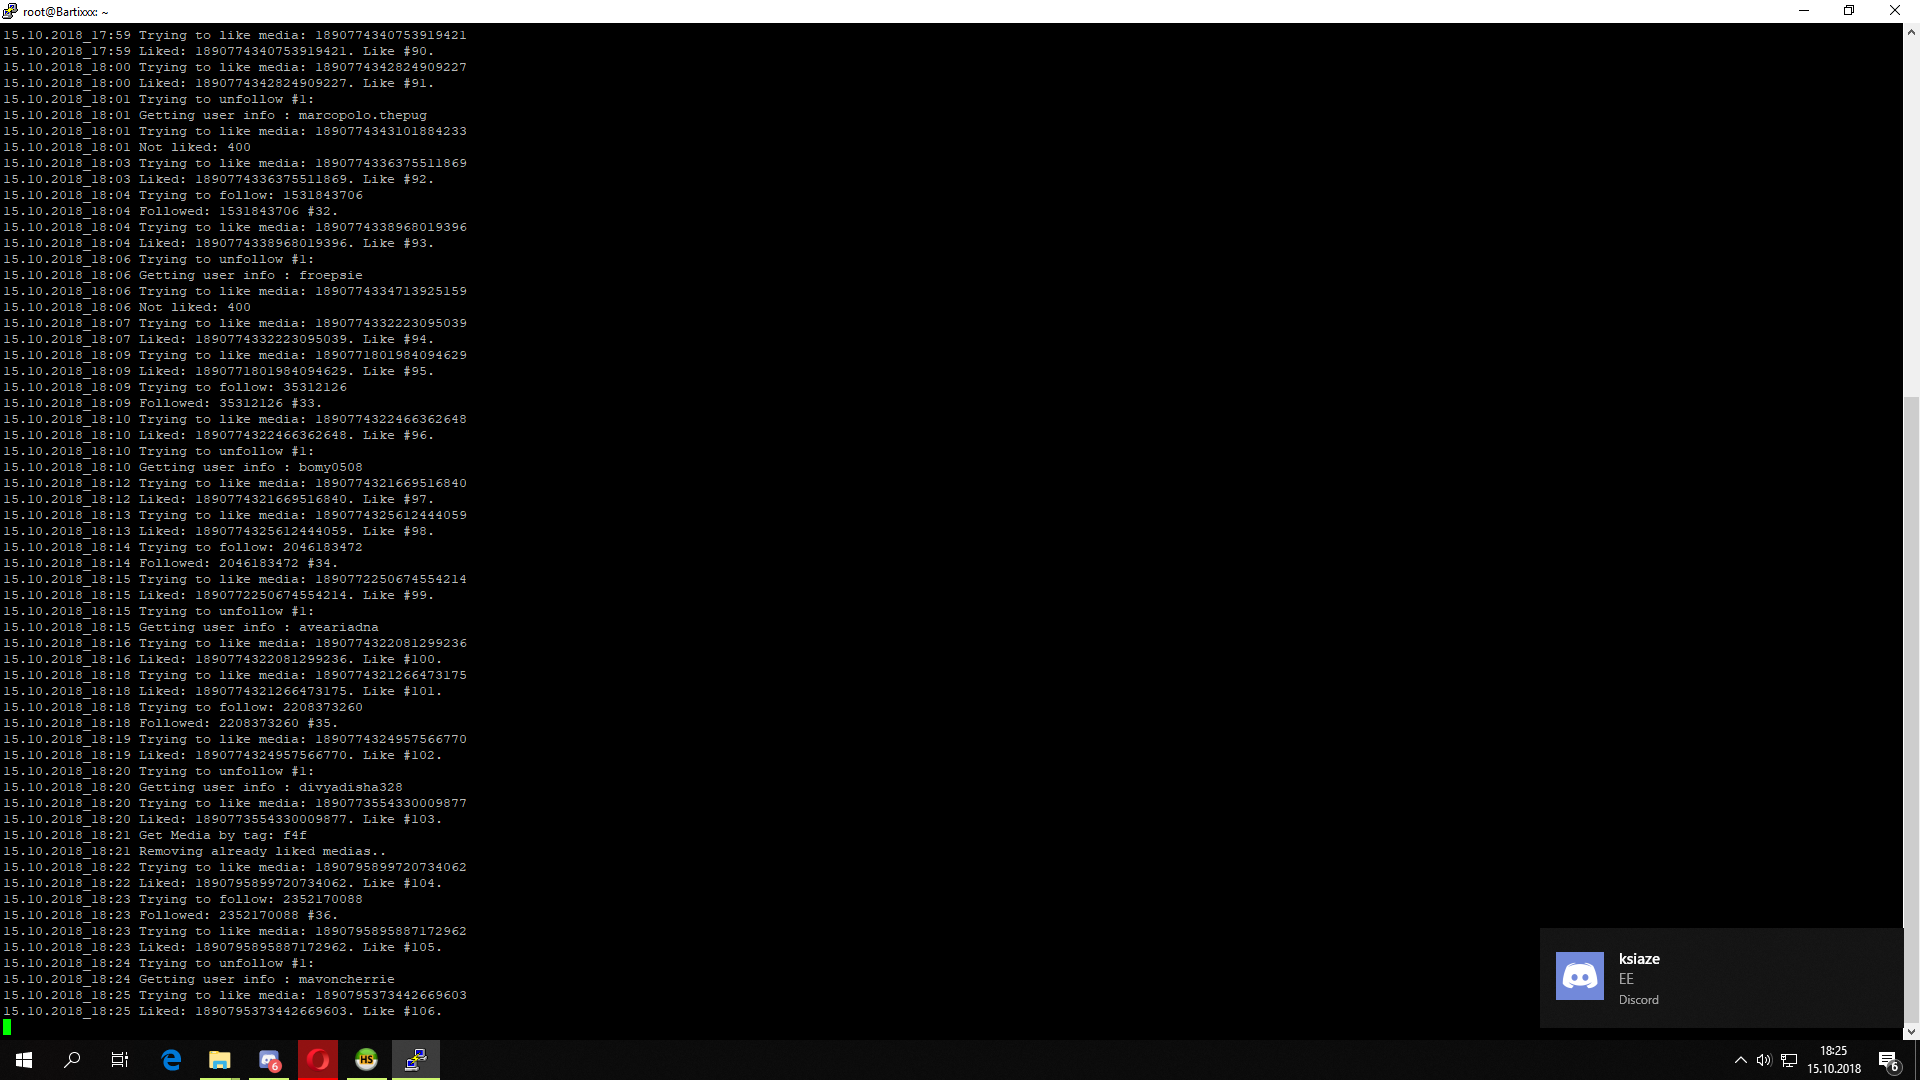 root@Bartixxx: ~
15.10.2018_17:59 Trying to like media: 1890774340753919421
15.10.2018_17:59 Liked: 1890774340753919421. Like #90.
15.10.2018_18:00 Trying to like media: 1890774342824909227
15.10.2018_18:00 Liked: 1890774342824909227. Like #91.
15.10.2018_18:01 Trying to unfollow #1:
15.10.2018_18:01 Getting user info : marcopolo.thepug
15.10.2018_18:01 Trying to like media: 1890774343101884233
15.10.2018_18:01 Not liked: 400
15.10.2018_18:03 Trying to like media: 1890774336375511869
15.10.2018_18:03 Liked: 1890774336375511869. Like #92.
15.10.2018_18:04 Trying to follow: 1531843706
15.10.2018_18:04 Followed: 1531843706 #32.
15.10.2018_18:04 Trying to like media: 1890774338968019396
15.10.2018_18:04 Liked: 1890774338968019396. Like #93.
15.10.2018_18:06 Trying to unfollow #1:
15.10.2018_18:06 Getting user info : froepsie
15.10.2018_18:06 Trying to like media: 1890774334713925159
15.10.2018_18:06 Not liked: 400
15.10.2018_18:07 Trying to like media: 1890774332223095039
15.10.2018_18:07 Liked: 1890774332223095039. Like #94.
15.10.2018_18:09 Trying to like media: 1890771801984094629
15.10.2018_18:09 Liked: 1890771801984094629. Like #95.
15.10.2018_18:09 Trying to follow: 35312126
15.10.2018_18:09 Followed: 35312126 #33.
15.10.2018_18:10 Trying to like media: 1890774322466362648
15.10.2018_18:10 Liked: 1890774322466362648. Like #96.
15.10.2018_18:10 Trying to unfollow #1:
15.10.2018_18:10 Getting user info : bomy0508
15.10.2018_18:12 Trying to like media: 1890774321669516840
15.10.2018_18:12 Liked: 1890774321669516840. Like #97.
15.10.2018_18:13 Trying to like media: 1890774325612444059
15.10.2018_18:13 Liked: 1890774325612444059. Like #98.
15.10.2018_18:14 Trying to follow: 2046183472
15.10.2018_18:14 Followed: 2046183472 #34.
15.10.2018_18:15 Trying to like media: 1890772250674554214
15.10.2018_18:15 Liked: 1890772250674554214. Like #99.
15.10.2018_18:15 Trying to unfollow #1:
15.10.2018_18:15 Getting user info : aveariadna
15.10.2018_18:16 Trying to like media: 1890774322081299236
15.10.2018_18:16 Liked: 1890774322081299236. Like #100.
15.10.2018_18:18 Trying to like media: 1890774321266473175
15.10.2018_18:18 Liked: 1890774321266473175. Like #101.
15.10.2018_18:18 Trying to follow: 2208373260
15.10.2018_18:18 Followed: 2208373260 #35.
15.10.2018_18:19 Trying to like media: 1890774324957566770
15.10.2018_18:19 Liked: 1890774324957566770. Like #102.
15.10.2018_18:20 Trying to unfollow #1:
15.10.2018_18:20 Getting user info : divyadisha328
15.10.2018_18:20 Trying to like media: 1890773554330009877
15.10.2018_18:20 Liked: 1890773554330009877. Like #103.
15.10.2018_18:21 Get Media by tag: f4f
15.10.2018_18:21 Removing already liked medias..
15.10.2018_18:22 Trying to like media: 1890795899720734062
15.10.2018_18:22 Liked: 1890795899720734062. Like #104.
15.10.2018_18:23 Trying to follow: 2352170088
15.10.2018_18:23 Followed: 2352170088 #36.
15.10.2018_18:23 Trying to like media: 1890795895887172962
15.10.2018_18:23 Liked: 1890795895887172962. Like #105.
15.10.2018_18:24 Trying to unfollow #1:
15.10.2018_18:24 Getting user info : mavoncherrie
15.10.2018_18:25 Trying to like media: 1890795373442669603
15.10.2018_18:25 Liked: 1890795373442669603. Like #106.
ksiaze
EE
Discord
6
HS
18:25
15.10.2018
6